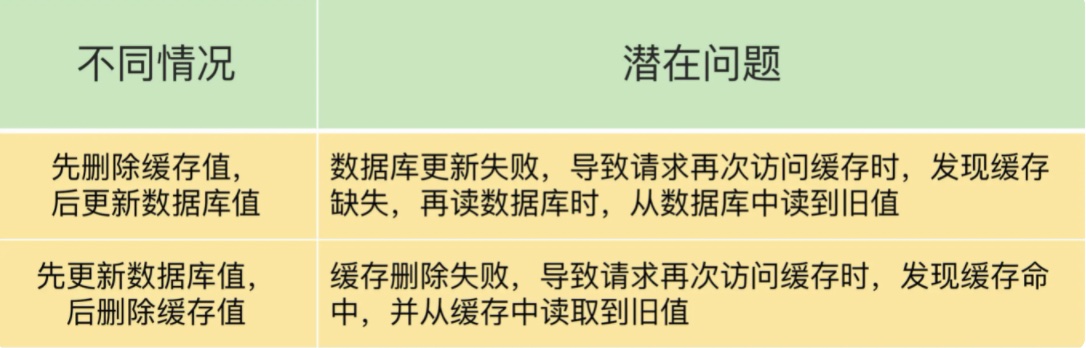 不同情况
潜在问题
先删除缓存值，
后更新数据库值
数据库更新失败，导致请求再次访问缓存时，发现缓存
缺失，再读数据库时，从数据库中读到旧值
先更新数据库值，
后删除缓存值
缓存删除失败，导致请求再次访问缓存时，发现缓存命
中，并从缓存中读取到旧值